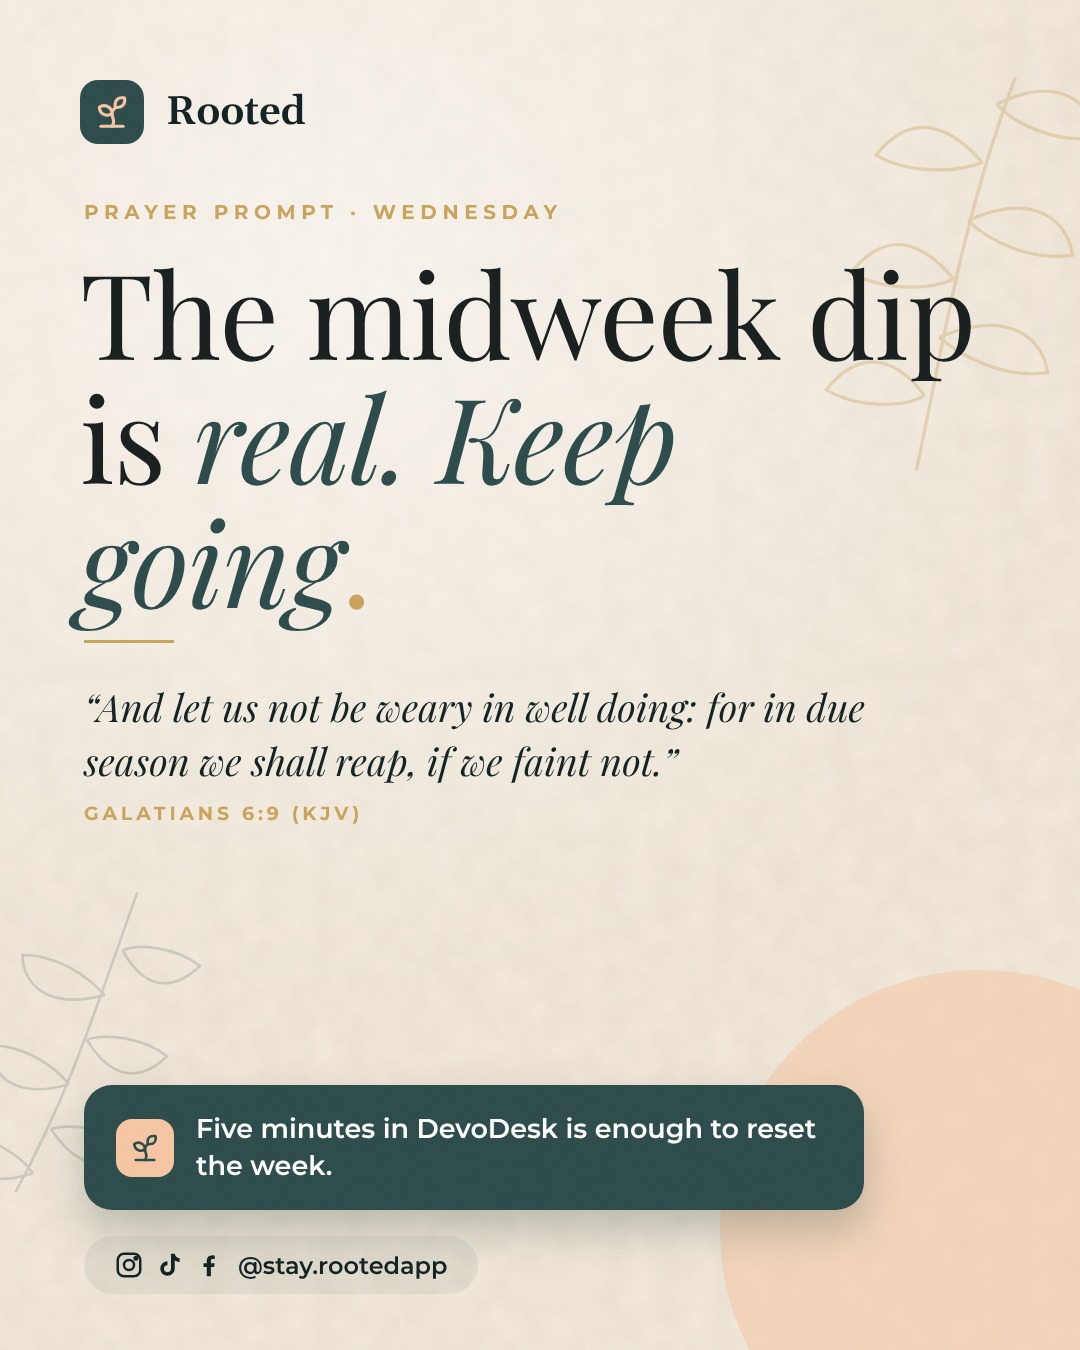 Rooted
PRAYER PROMPT · WEDNESDAY
The midweek dip
is real. Keep
going.
“And let us not be weary in well doing: for in due
season we shall reap, if we faint not.”
GALATIANS 6:9 (KJV)
Five minutes in DevoDesk is enough to reset
the week.
@stay.rootedapp